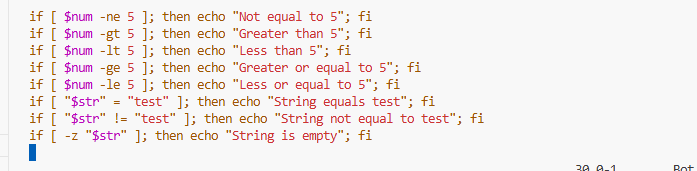 if [ $num -ne 5 ]; then echo "Not equal to 5"; fi
if [ $num -gt 5 ]; then echo "Greater than 5"; fi
if [ $num -lt 5 ]; then echo "Less than 5"; fi
if [ $num -ge 5 ]; then echo "Greater or equal to 5"; fi
if [ $num -le 5 ]; then echo "Less or equal to 5"; fi
if [ "$str" = "test" ]; then echo "String equals test"; fi
if [ "$str" != "test" ]; then echo "String not equal to test"; fi
if [ -z "$str" ]; then echo "String is empty"; fi
30,0-1 Bot